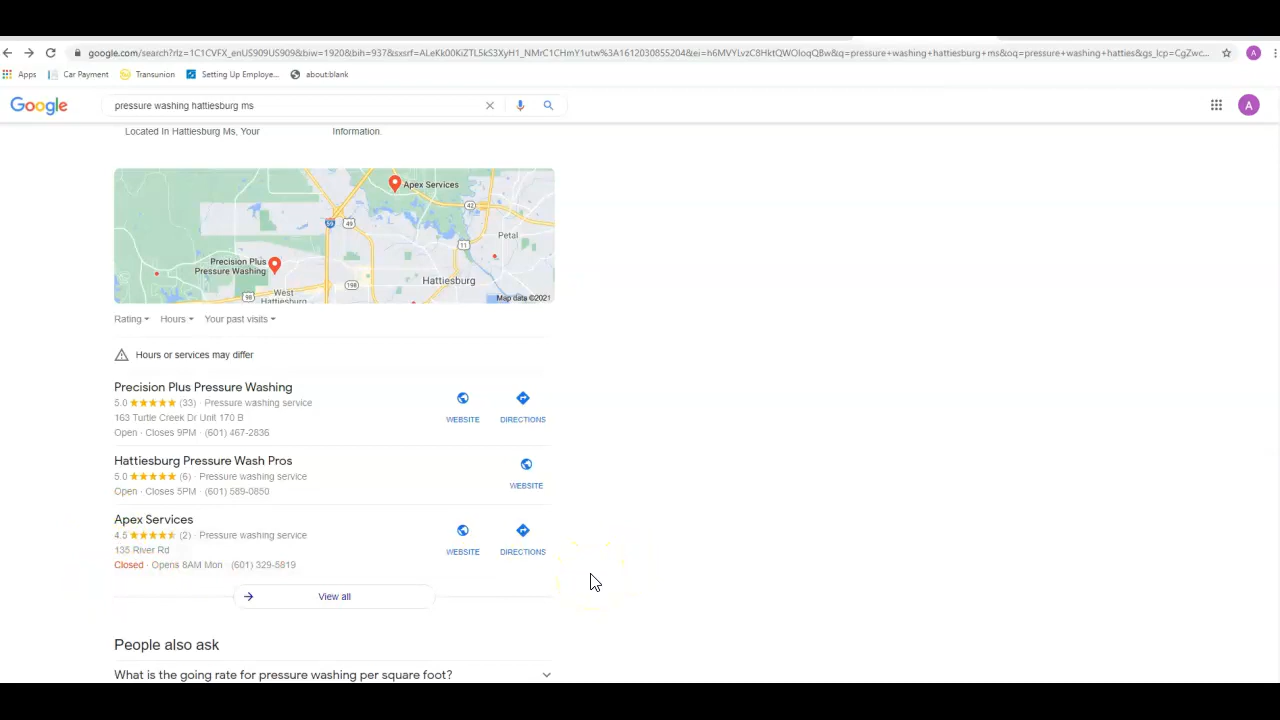 google.com/search?rlz=1C1CVFX_enUS909US909&biw=1920&bih=937&sxsrf=ALeKk00KiZTL5kS3XyH1_NMrC1CHmY1utw%3A1612030855204&ei=h6MVYLvzC8HktQWOloqQBw&q=pressure+washing+hattiesburg+ms&oq=pressure+washing+hatties&gs_lcp=CgZwc...
A
Apps
Car Payment
Transunion
Setting Up Employe...
about:blank
Google
pressure washing hattiesburg ms
A
Located In Hattiesburg Ms, Your
Information.
Apex Services
42
59
49
Petal
11
Precision Plus
Pressure Washing
Hattiesburg
198
98
West
Hattiesburg
Map data ©2021
Rating
Hours
Your past visits
Hours or services may differ
Precision Plus Pressure Washing
5.0 (33) · Pressure washing service
163 Turtle Creek Dr Unit 170 B
Open · Closes 9PM · (601) 467-2836
WEBSITE
DIRECTIONS
Hattiesburg Pressure Wash Pros
5.0 (6) · Pressure washing service
Open · Closes 5PM · (601) 589-0850
WEBSITE
Apex Services
4.5 (2) · Pressure washing service
135 River Rd
Closed · Opens 8AM Mon · (601) 329-5819
WEBSITE
DIRECTIONS
View all
People also ask
What is the going rate for pressure washing per square foot?